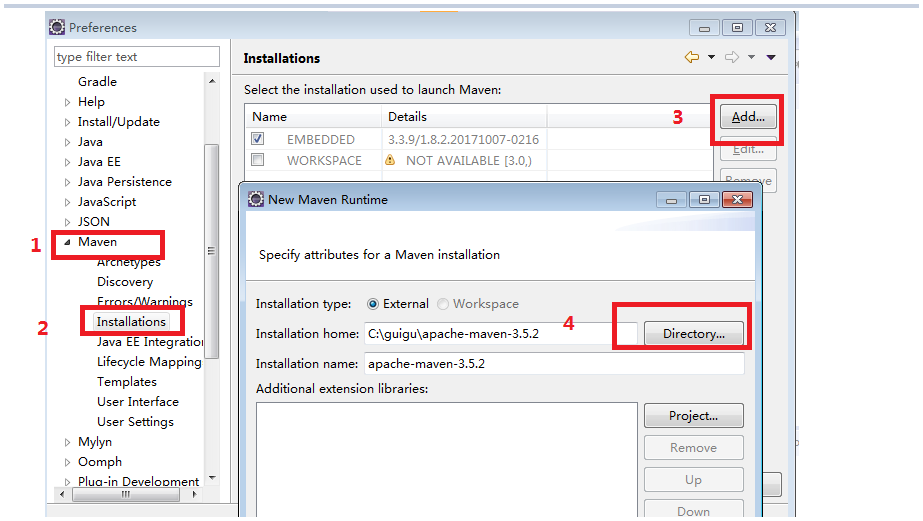 Preferences
type filter text
Installations
Gradle
Help
Install/Update
Java
Java EE
Java Persistence
JavaScript
JSON
1
Maven
Archetypes
Discovery
Errors/Warnings
2
Installations
Java EE Integration
Lifecycle Mapping
Templates
User Interface
User Settings
Mylyn
Oomph
Plug-in Development
Select the installation used to launch Maven:
Name Details
EMBEDDED 3.3.9/1.8.2.20171007-0216
WORKSPACE NOT AVAILABLE [3.0,)
3
Add...
Edit...
Remove
New Maven Runtime
Specify attributes for a Maven installation
Installation type: External Workspace
4
Installation home: C:\guigu\apache-maven-3.5.2 Directory...
Installation name: apache-maven-3.5.2
Additional extension libraries:
Project...
Remove
Up
Down